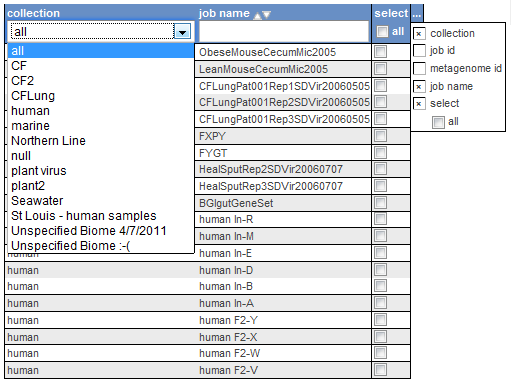 collection job name select ...
all all
all
CF
CF2
CFLung
human
marine
Northern Line
null
plant virus
plant2
Seawater
St Louis - human samples
Unspecified Biome 4/7/2011
Unspecified Biome :-(
ObeseMouseCecumMic2005
LeanMouseCecumMic2005
CFLungPat001Rep1SDVir20060505
CFLungPat001Rep2SDVir20060505
CFLungPat001Rep3SDVir20060505
FXPY
FYGT
HealSputRep2SDVir20060707
HealSputRep3SDVir20060707
BGIgutGeneSet
human In-R
human In-M
human In-E
human human In-D
human human In-B
human human In-A
human human F2-Y
human human F2-X
human human F2-W
human human F2-V
collection
job id
metagenome id
job name
select
all